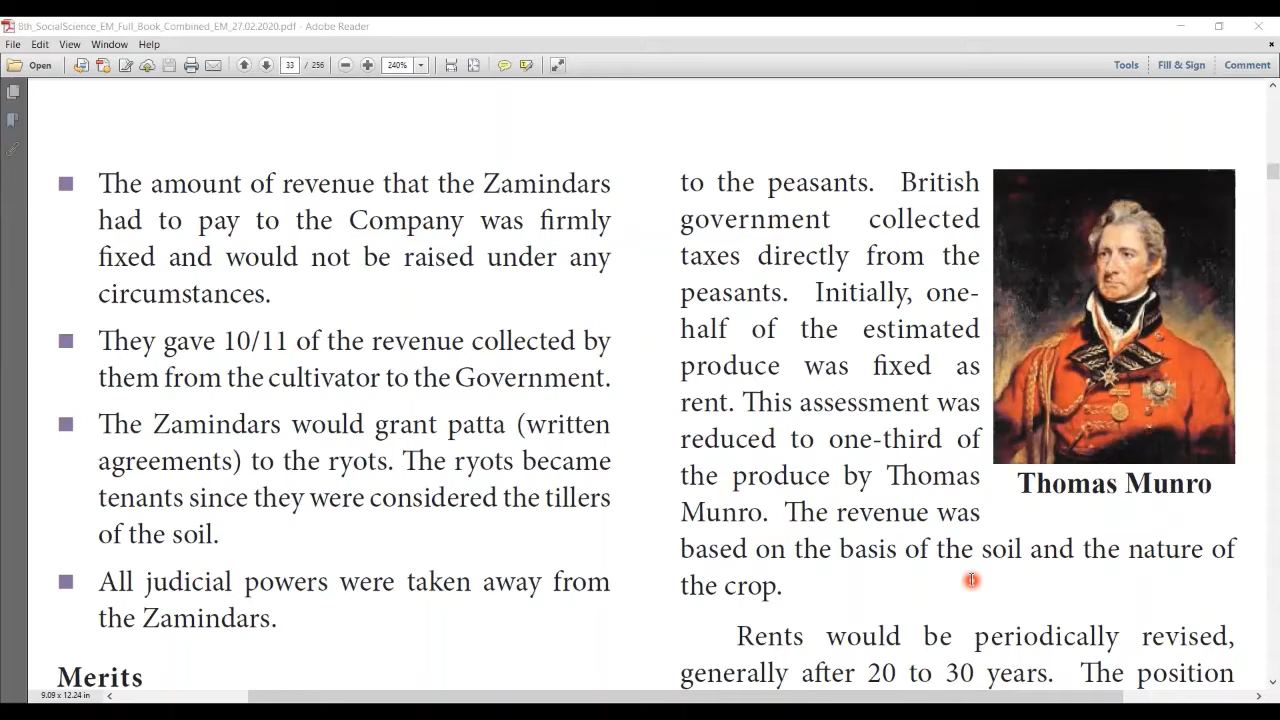 8th_SocialScience_EM_Full_Book_Combined_EM_27.02.2020.pdf - Adobe Reader
File Edit View Window Help
Open 33 / 256 240% Tools Fill & Sign Comment
The amount of revenue that the Zamindars
had to pay to the Company was firmly
fixed and would not be raised under any
circumstances.
They gave 10/11 of the revenue collected by
them from the cultivator to the Government.
The Zamindars would grant patta (written
agreements) to the ryots. The ryots became
tenants since they were considered the tillers
of the soil.
All judicial powers were taken away from
the Zamindars.
Merits
to the peasants. British
government collected
taxes directly from the
peasants. Initially, one-
half of the estimated
produce was fixed as
rent. This assessment was
reduced to one-third of
the produce by Thomas
Munro. The revenue was
based on the basis of the soil and the nature of
the crop.
Rents would be periodically revised,
generally after 20 to 30 years. The position
Thomas Munro
9.09 x 12.24 in